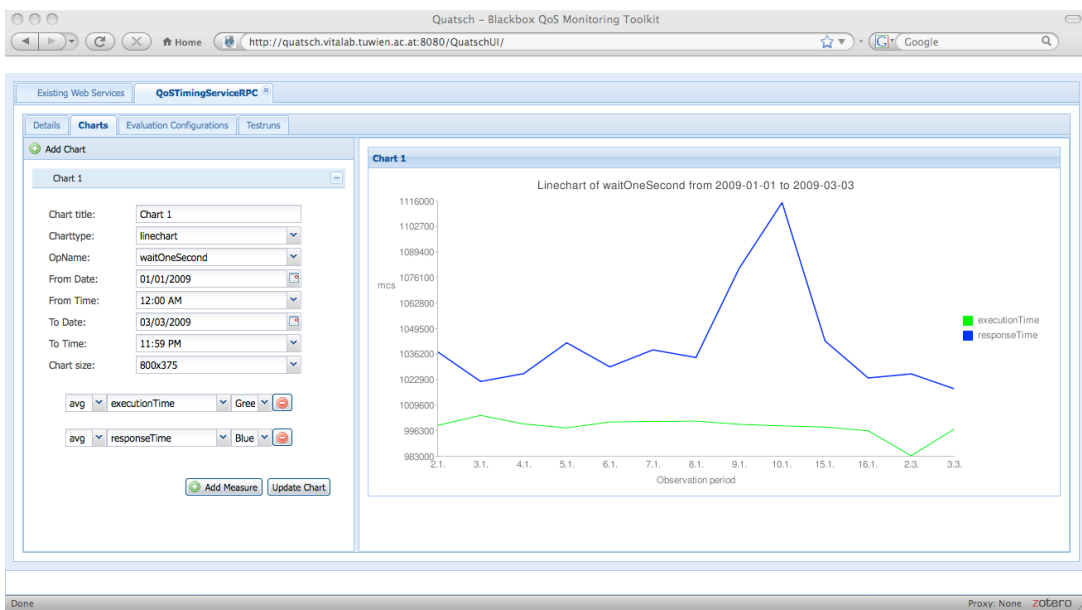 Quatsch – Blackbox QoS Monitoring Toolkit
Home http://quatsch.vitalab.tuwien.ac.at:8080/QuatschUI/ G Google
Existing Web Services QoSTimingServiceRPC
Details Charts Evaluation Configurations Testruns
Add Chart
Chart 1
Chart title: Chart 1
Charttype: linechart
OpName: waitOneSecond
From Date: 01/01/2009
From Time: 12:00 AM
To Date: 03/03/2009
To Time: 11:59 PM
Chart size: 800x375
avg executionTime Gree
avg responseTime Blue
Add Measure Update Chart
Chart 1
Linechart of waitOneSecond from 2009-01-01 to 2009-03-03
1116000
1102700
1089400
1076100
mcs
1062800
1049500
1036200
1022900
1009600
996300
983000
executionTime
responseTime
2.1. 3.1. 4.1. 5.1. 6.1. 7.1. 8.1. 9.1. 10.1. 15.1. 16.1. 2.3. 3.3.
Observation period
Done Proxy: None zotero